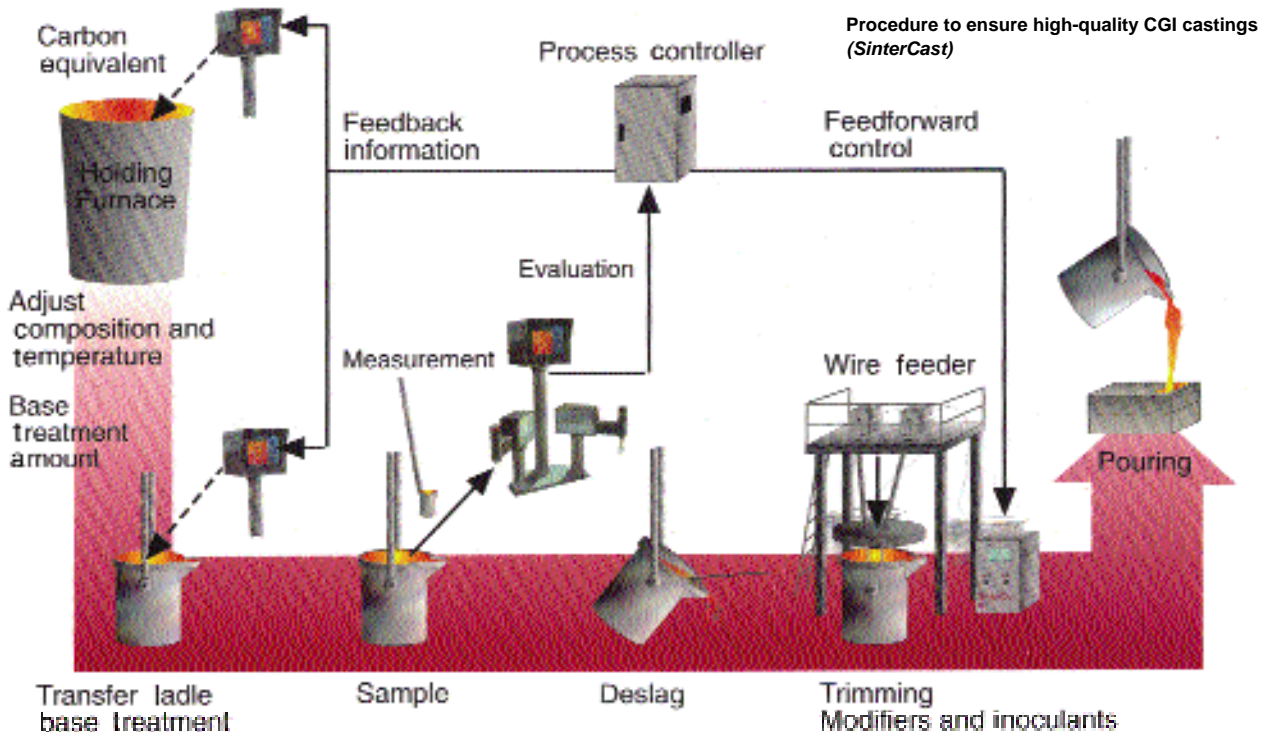 Procedure to ensure high-quality CGI castings
(SinterCast)
Carbon
equivalent
Process controller
Feedback
information
Feedforward
control
Holding
Furnace
Evaluation
Adjust
composition and
temperature
Measurement
Wire feeder
Base
treatment
amount
Pouring
Transfer ladle
base treatment
Sample
Deslag
Trimming
Modifiers and inoculants